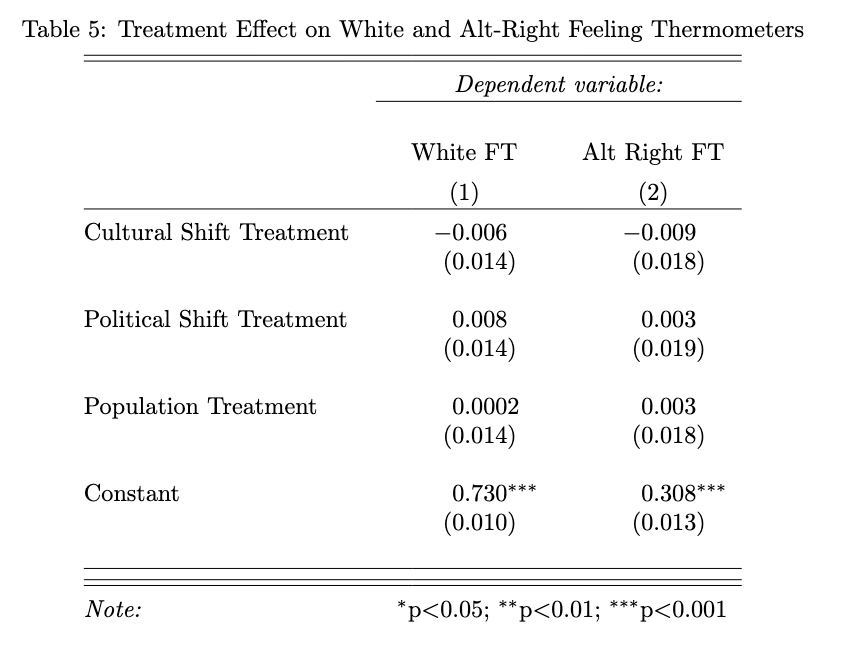 Table 5: Treatment Effect on White and Alt-Right Feeling Thermometers
Dependent variable:
White FT Alt Right FT
(1) (2)
Cultural Shift Treatment −0.006 −0.009
(0.014) (0.018)
Political Shift Treatment 0.008 0.003
(0.014) (0.019)
Population Treatment 0.0002 0.003
(0.014) (0.018)
Constant 0.730*** 0.308***
(0.010) (0.013)
Note: *p<0.05; **p<0.01; ***p<0.001